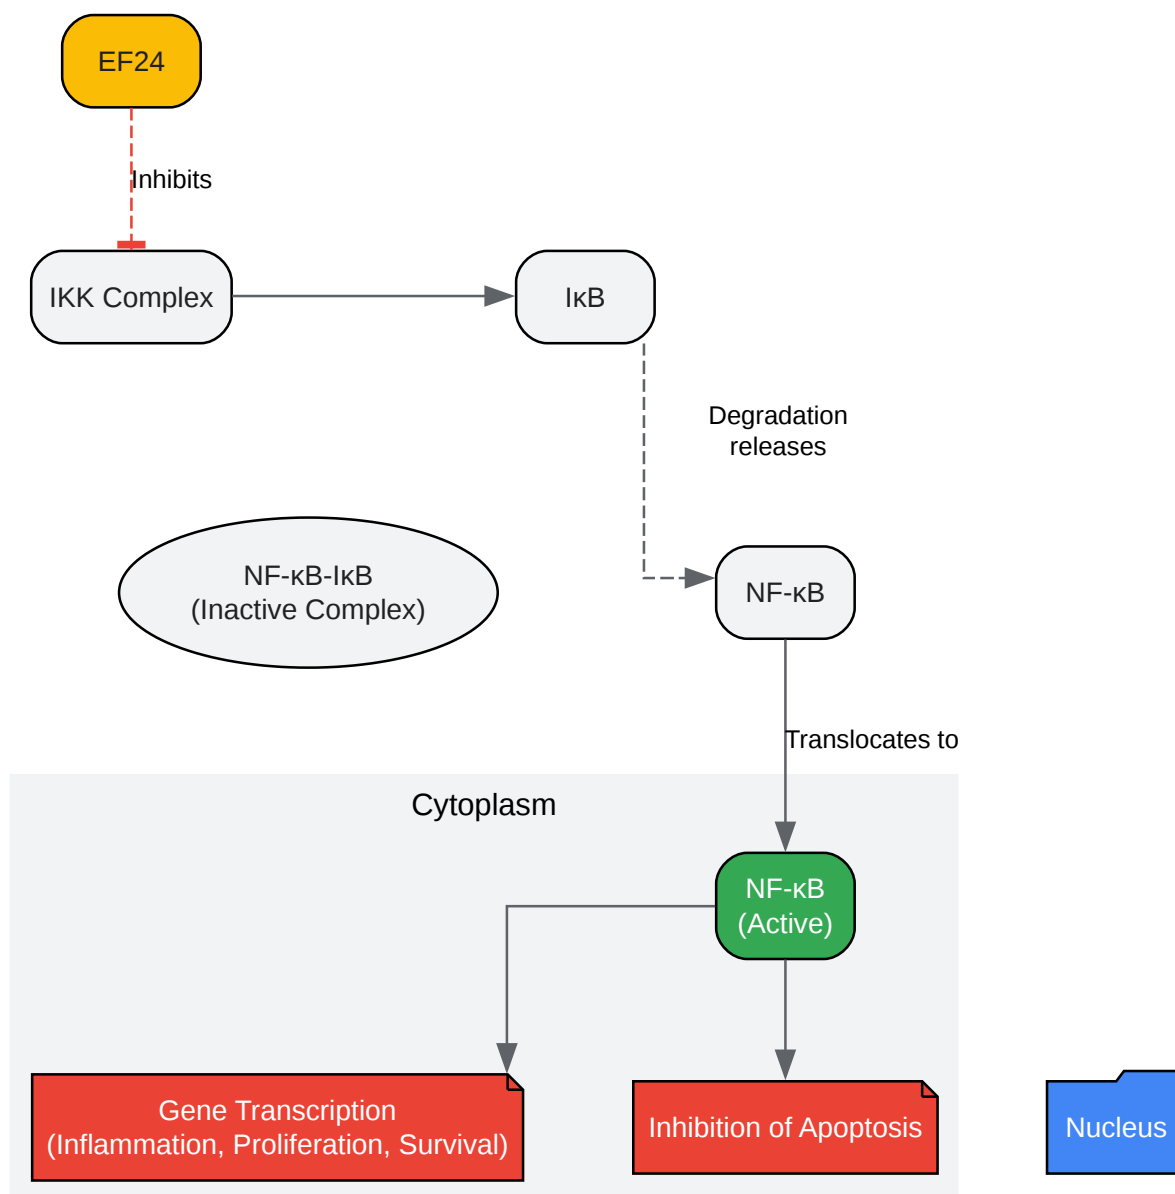 EF24
Inhibits
IKK Complex
IκB
Degradation
releases
NF-κB-IκB
(Inactive Complex)
NF-κB
Translocates to
Cytoplasm
NF-κB
(Active)
Gene Transcription
(Inflammation, Proliferation, Survival)
Inhibition of Apoptosis
Nucleus